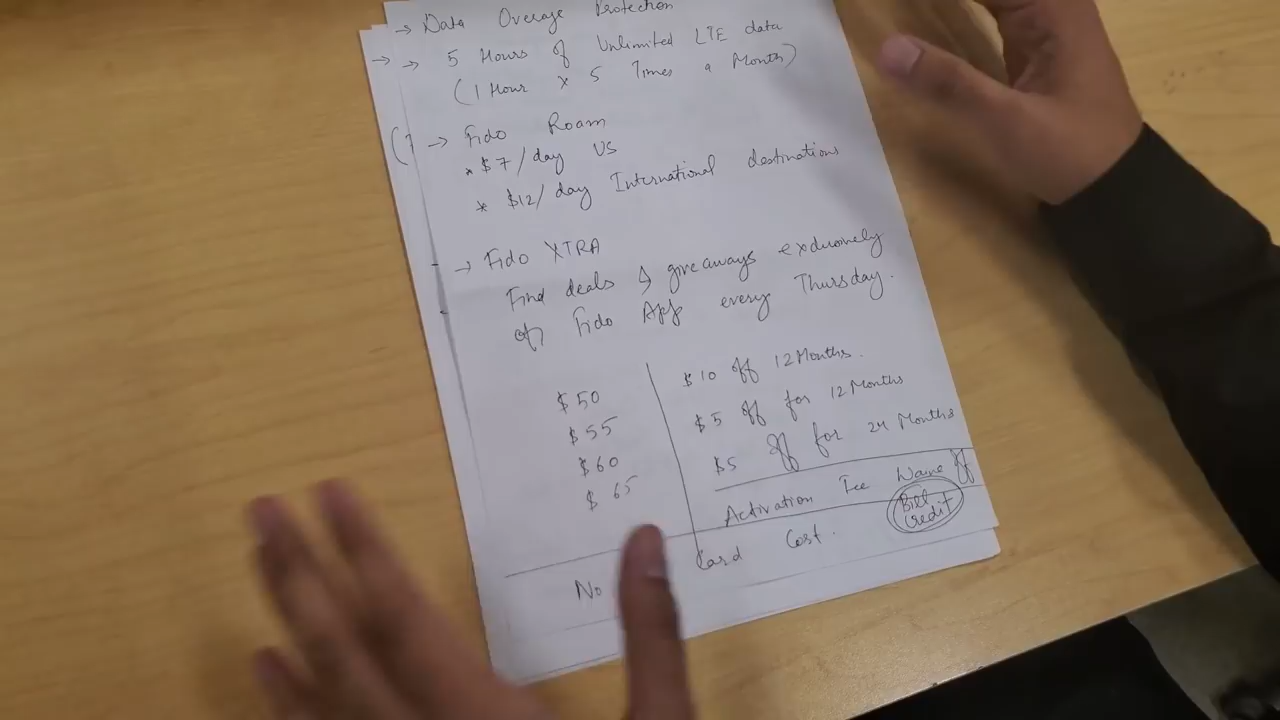 → Data Overage Protection
→ → 5 Hours of Unlimited LTE data
(1 Hour x 5 Times a Month)
→ Fido Roam
* $7/day US
* $12/day International destinations
→ Fido XTRA
Find deals & giveaways exclusively
on Fido App every Thursday.
$50
$55
$60
$65
$10 off 12 Months.
$5 off for 12 Months
$5 off for 24 Months
Activation Fee Waive off
Bill Credit
No Card Cost.